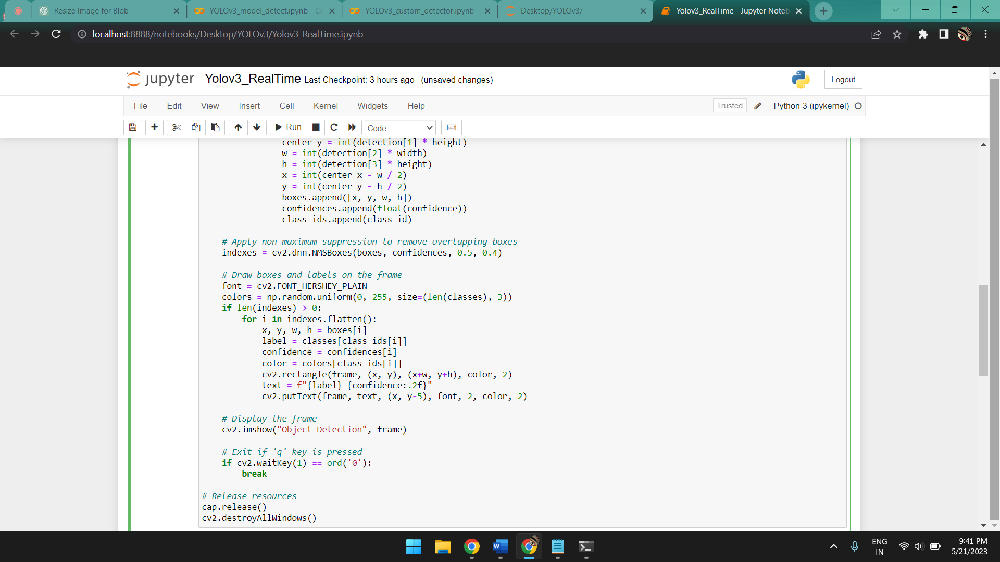 Resize Image for Blob
YOLOv3_model_detect.ipynb - Co
YOLOv3_custom_detector.ipynb -
Desktop/YOLOv3/
Yolov3_RealTime - Jupyter Noteb
localhost:8888/notebooks/Desktop/YOLOv3/Yolov3_RealTime.ipynb
jupyter Yolov3_RealTime Last Checkpoint: 3 hours ago (unsaved changes)
Logout
File Edit View Insert Cell Kernel Widgets Help
Trusted
Python 3 (ipykernel)
Run
Code
center_y = int(detection[1] * height)
w = int(detection[2] * width)
h = int(detection[3] * height)
x = int(center_x - w / 2)
y = int(center_y - h / 2)
boxes.append([x, y, w, h])
confidences.append(float(confidence))
class_ids.append(class_id)
# Apply non-maximum suppression to remove overlapping boxes
indexes = cv2.dnn.NMSBoxes(boxes, confidences, 0.5, 0.4)
# Draw boxes and labels on the frame
font = cv2.FONT_HERSHEY_PLAIN
colors = np.random.uniform(0, 255, size=(len(classes), 3))
if len(indexes) > 0:
for i in indexes.flatten():
x, y, w, h = boxes[i]
label = classes[class_ids[i]]
confidence = confidences[i]
color = colors[class_ids[i]]
cv2.rectangle(frame, (x, y), (x+w, y+h), color, 2)
text = f"{label} {confidence:.2f}"
cv2.putText(frame, text, (x, y-5), font, 2, color, 2)
# Display the frame
cv2.imshow("Object Detection", frame)
# Exit if 'q' key is pressed
if cv2.waitKey(1) == ord('0'):
break
# Release resources
cap.release()
cv2.destroyAllWindows()
W
ENG
IN
9:41 PM
5/21/2023